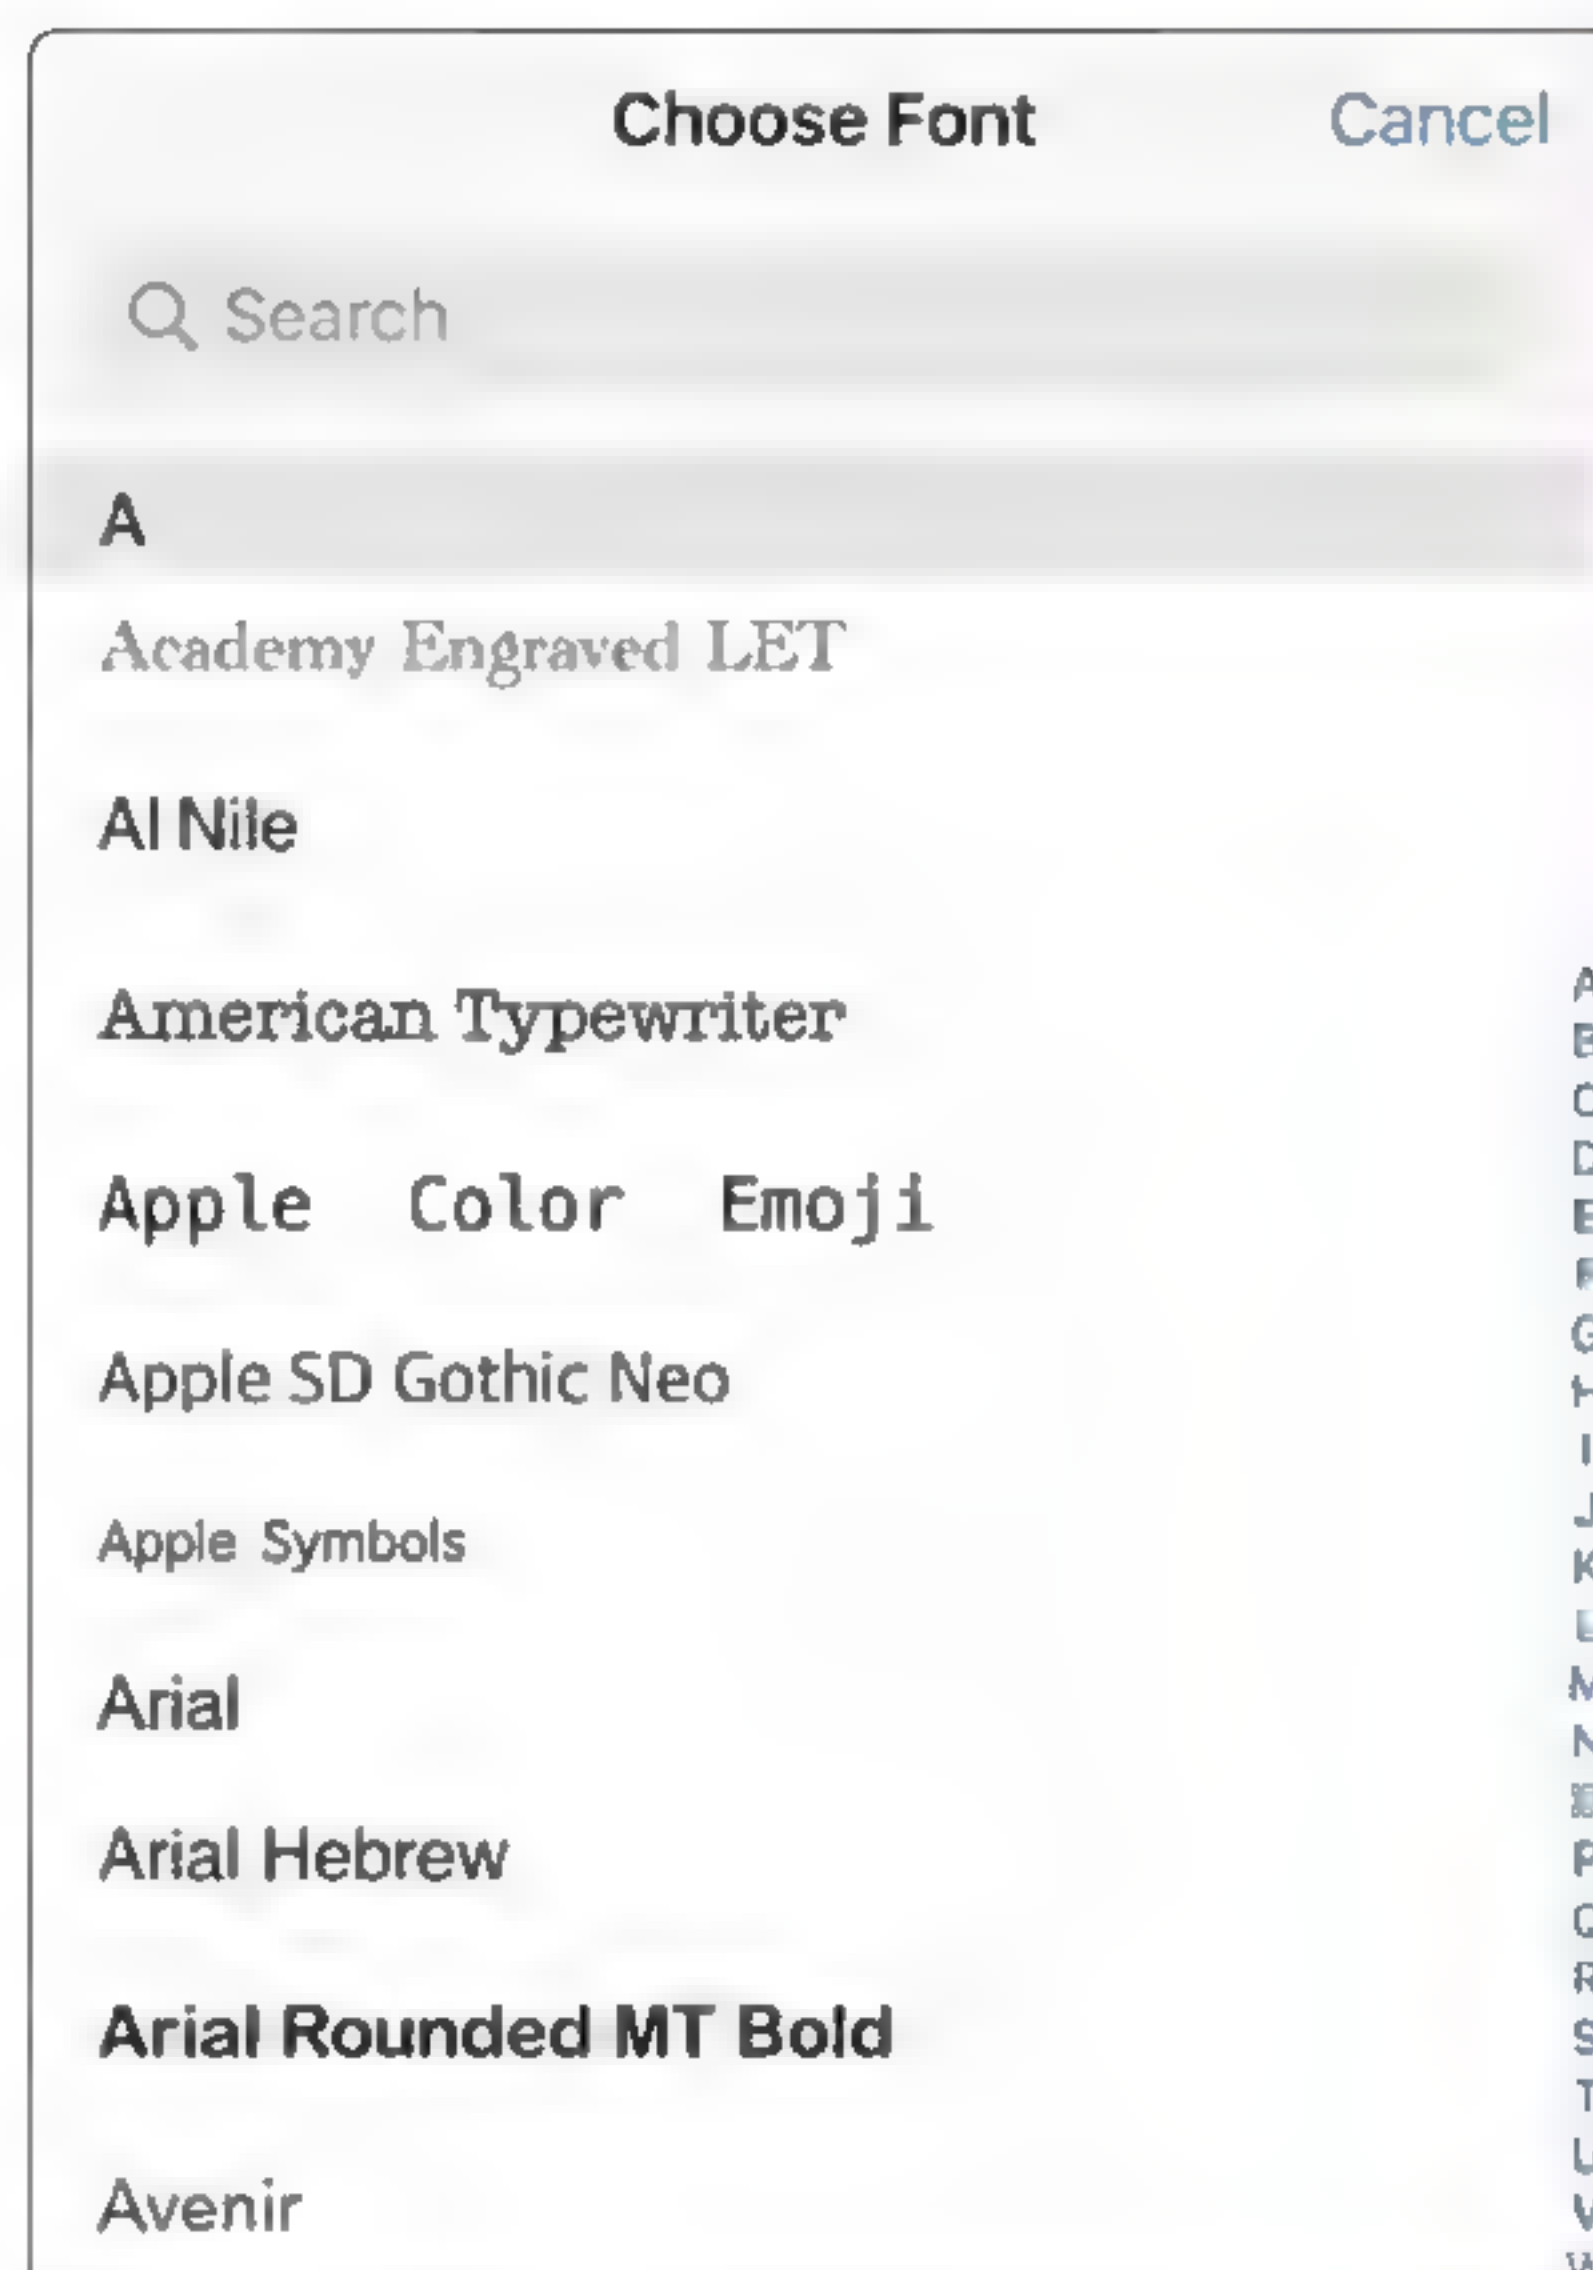 Choose Font
Cancel
Search
A
Academy Engraved LET
Al Nile
American Typewriter
Apple Color Emoji
Apple SD Gothic Neo
Apple Symbols
Arial
Arial Hebrew
Arial Rounded MT Bold
Avenir
A
B
C
D
E
F
G
H
I
J
K
L
M
N
P
Q
R
S
T
U
V
W